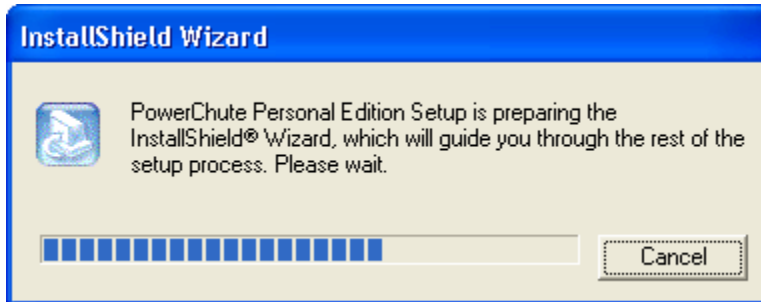 InstallShield Wizard
PowerChute Personal Edition Setup is preparing the
InstallShield® Wizard, which will guide you through the rest of the
setup process. Please wait.
Cancel